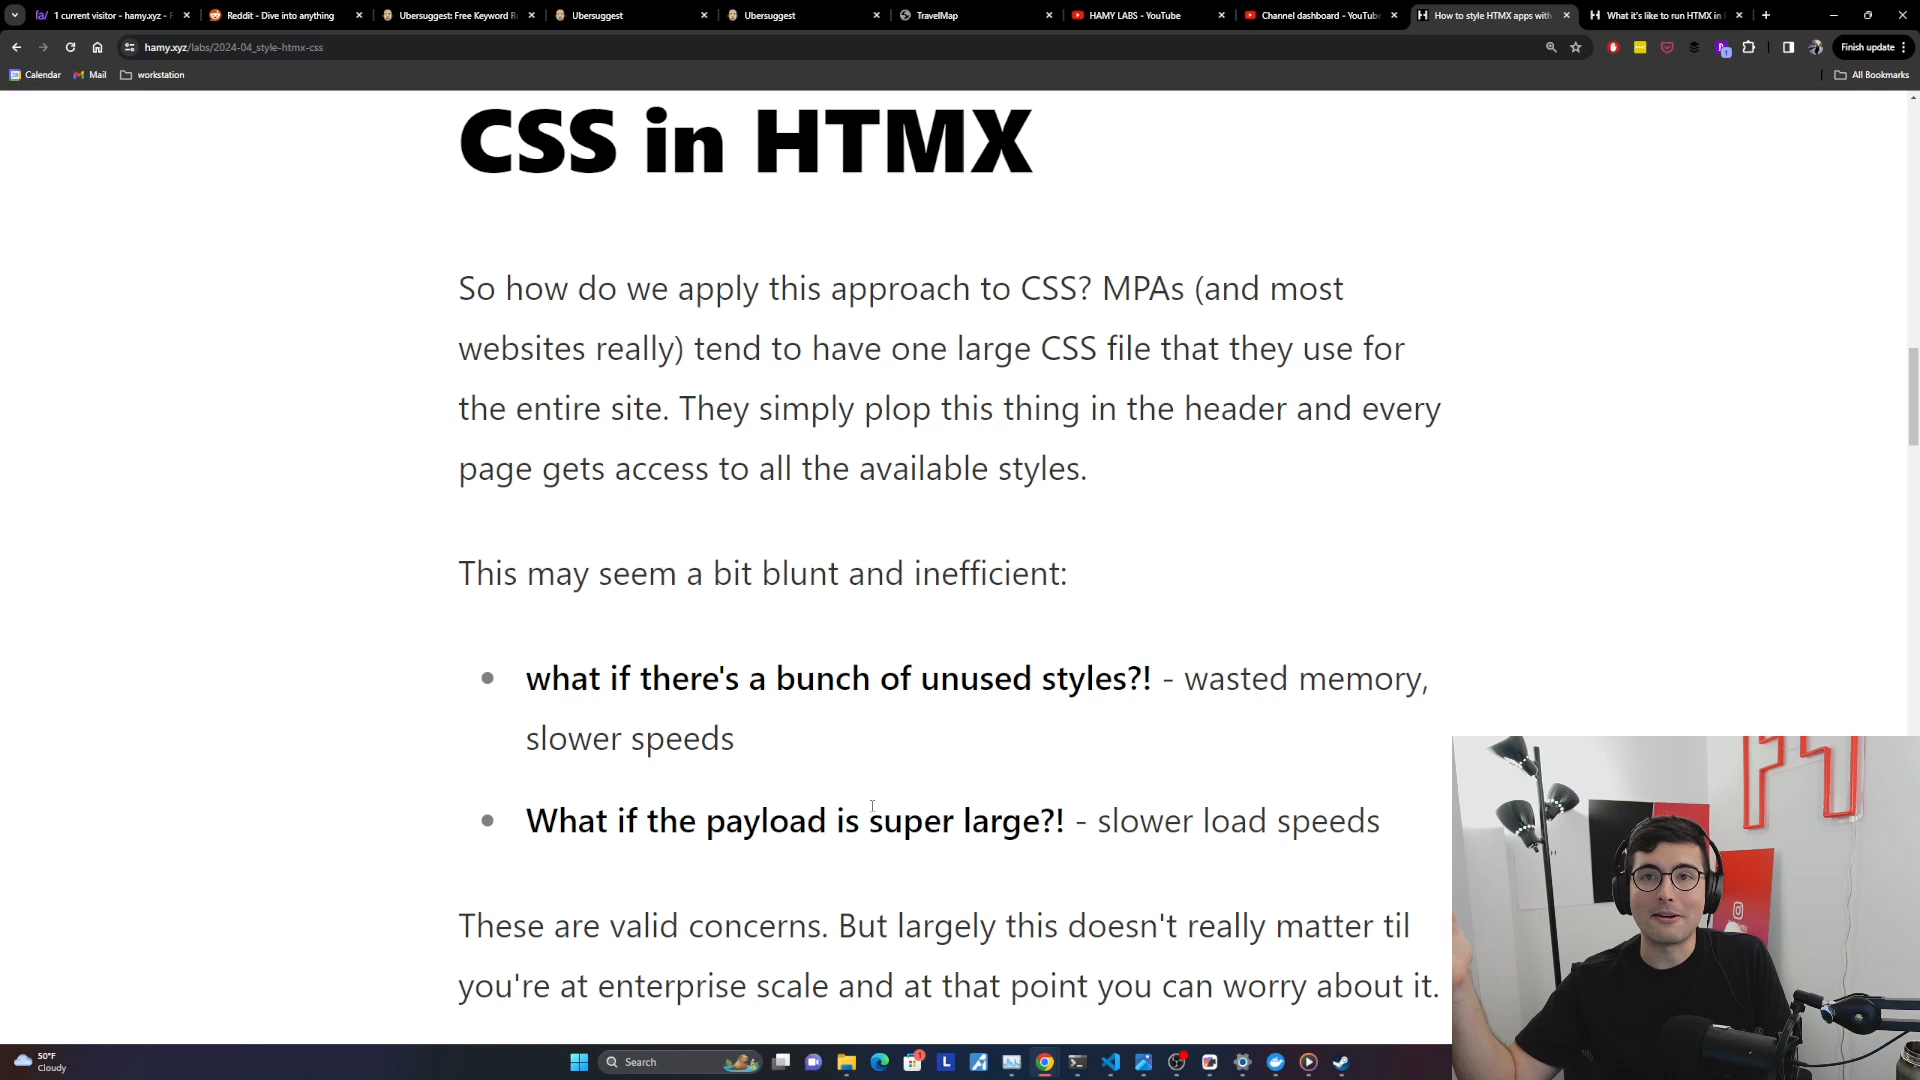 1 current visitor - hamy.xyz - F
Reddit - Dive into anything
Ubersuggest: Free Keyword Re
Ubersuggest
Ubersuggest
TravelMap
HAMY LABS - YouTube
Channel dashboard - YouTube
How to style HTMX apps with
What it's like to run HTMX in
hamy.xyz/labs/2024-04_style-htmx-css
Finish update
Calendar
Mail
workstation
All Bookmarks
CSS in HTMX
So how do we apply this approach to CSS? MPAs (and most
websites really) tend to have one large CSS file that they use for
the entire site. They simply plop this thing in the header and every
page gets access to all the available styles.
This may seem a bit blunt and inefficient:
• what if there's a bunch of unused styles?! - wasted memory,
slower speeds
• What if the payload is super large?! - slower load speeds
These are valid concerns. But largely this doesn't really matter til
you're at enterprise scale and at that point you can worry about it.
50°F
Cloudy
Search